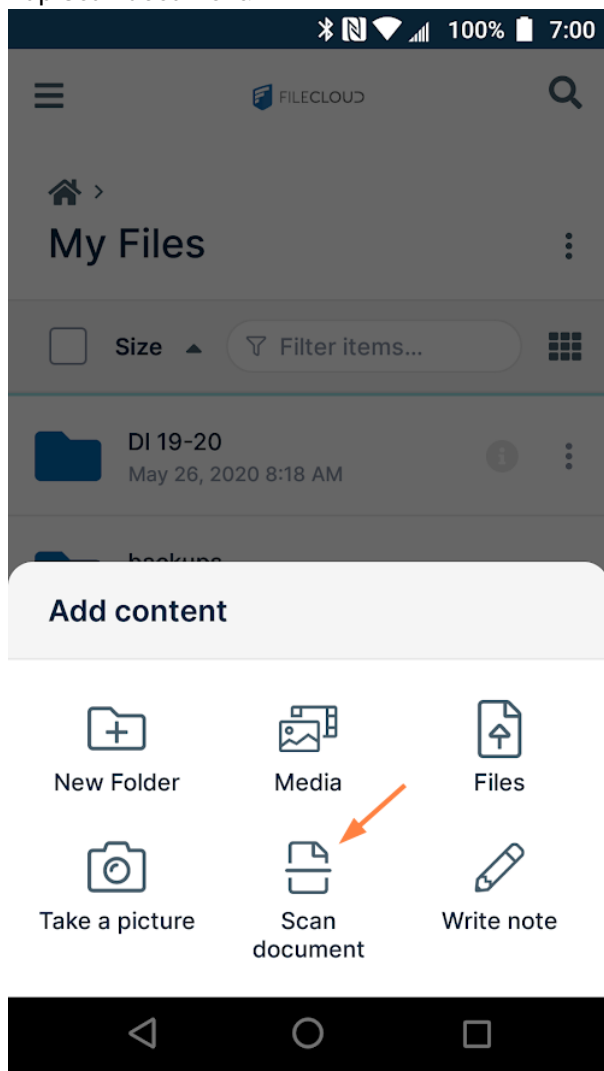 100% 7:00
FILECLOUD
My Files
Size Filter items...
DI 19-20
May 26, 2020 8:18 AM
backups
Add content
New Folder Media Files
Take a picture Scan document Write note